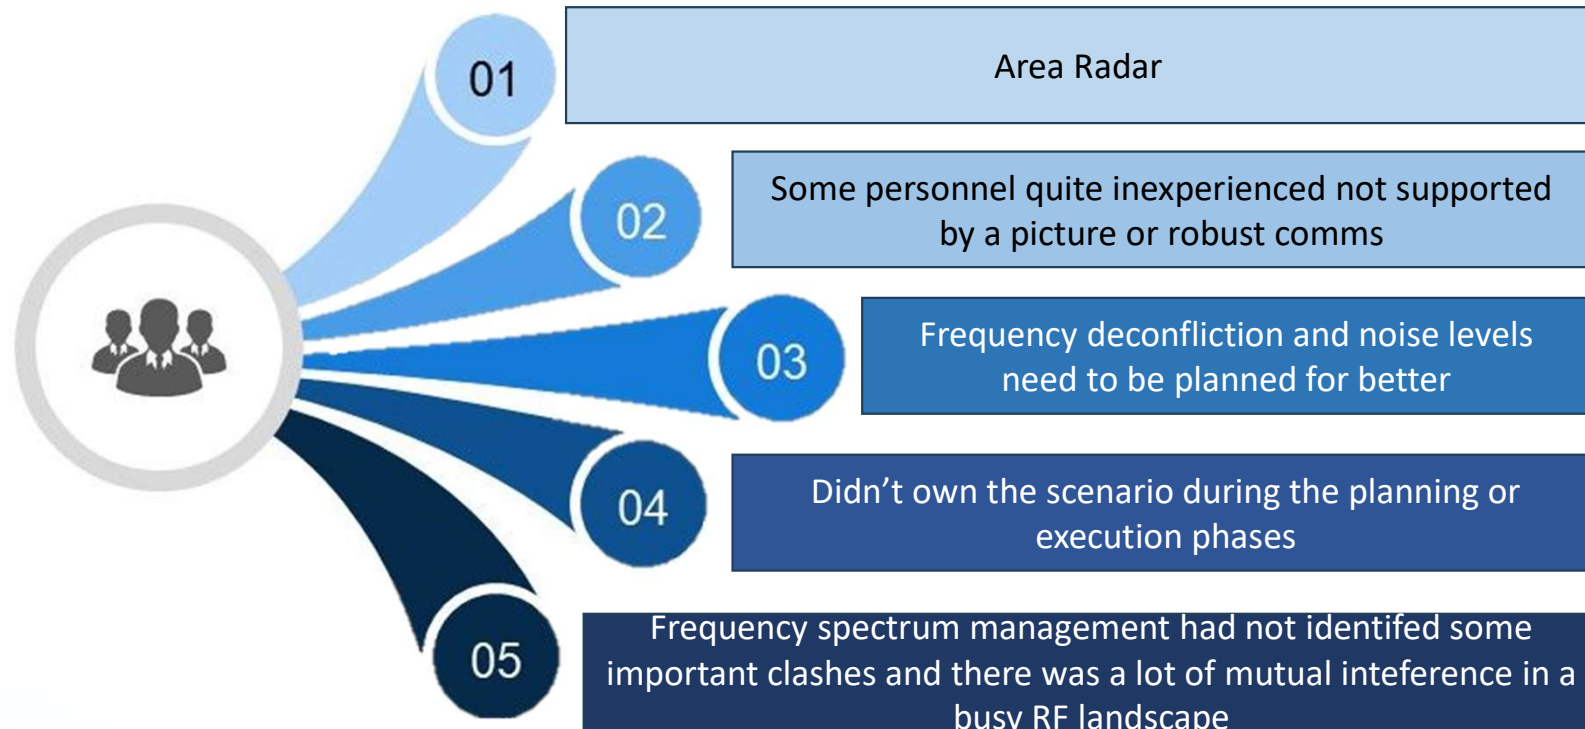 01
Area Radar
02
Some personnel quite inexperienced not supported
by a picture or robust comms
03
Frequency deconfliction and noise levels
need to be planned for better
04
Didn’t own the scenario during the planning or
execution phases
05
Frequency spectrum management had not identifed some
important clashes and there was a lot of mutual inteference in a
busy RF landscape